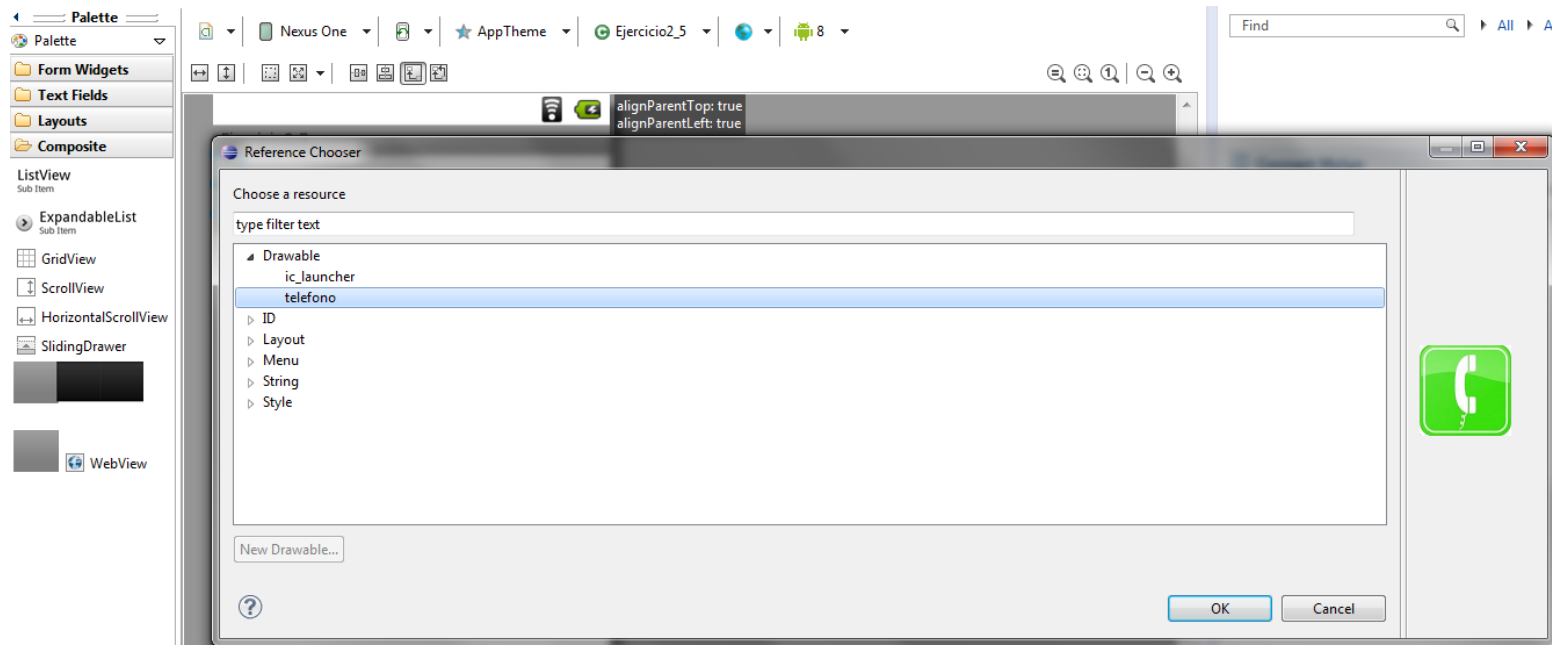 Palette
Palette
Form Widgets
Text Fields
Layouts
Composite
ListView
Sub Item
ExpandableList
Sub Item
GridView
ScrollView
HorizontalScrollView
SlidingDrawer
WebView
Nexus One
AppTheme
Ejercicio2_5
8
alignParentTop: true
alignParentLeft: true
Find
All
A
Reference Chooser
Choose a resource
type filter text
Drawable
ic_launcher
telefono
ID
Layout
Menu
String
Style
New Drawable...
OK
Cancel